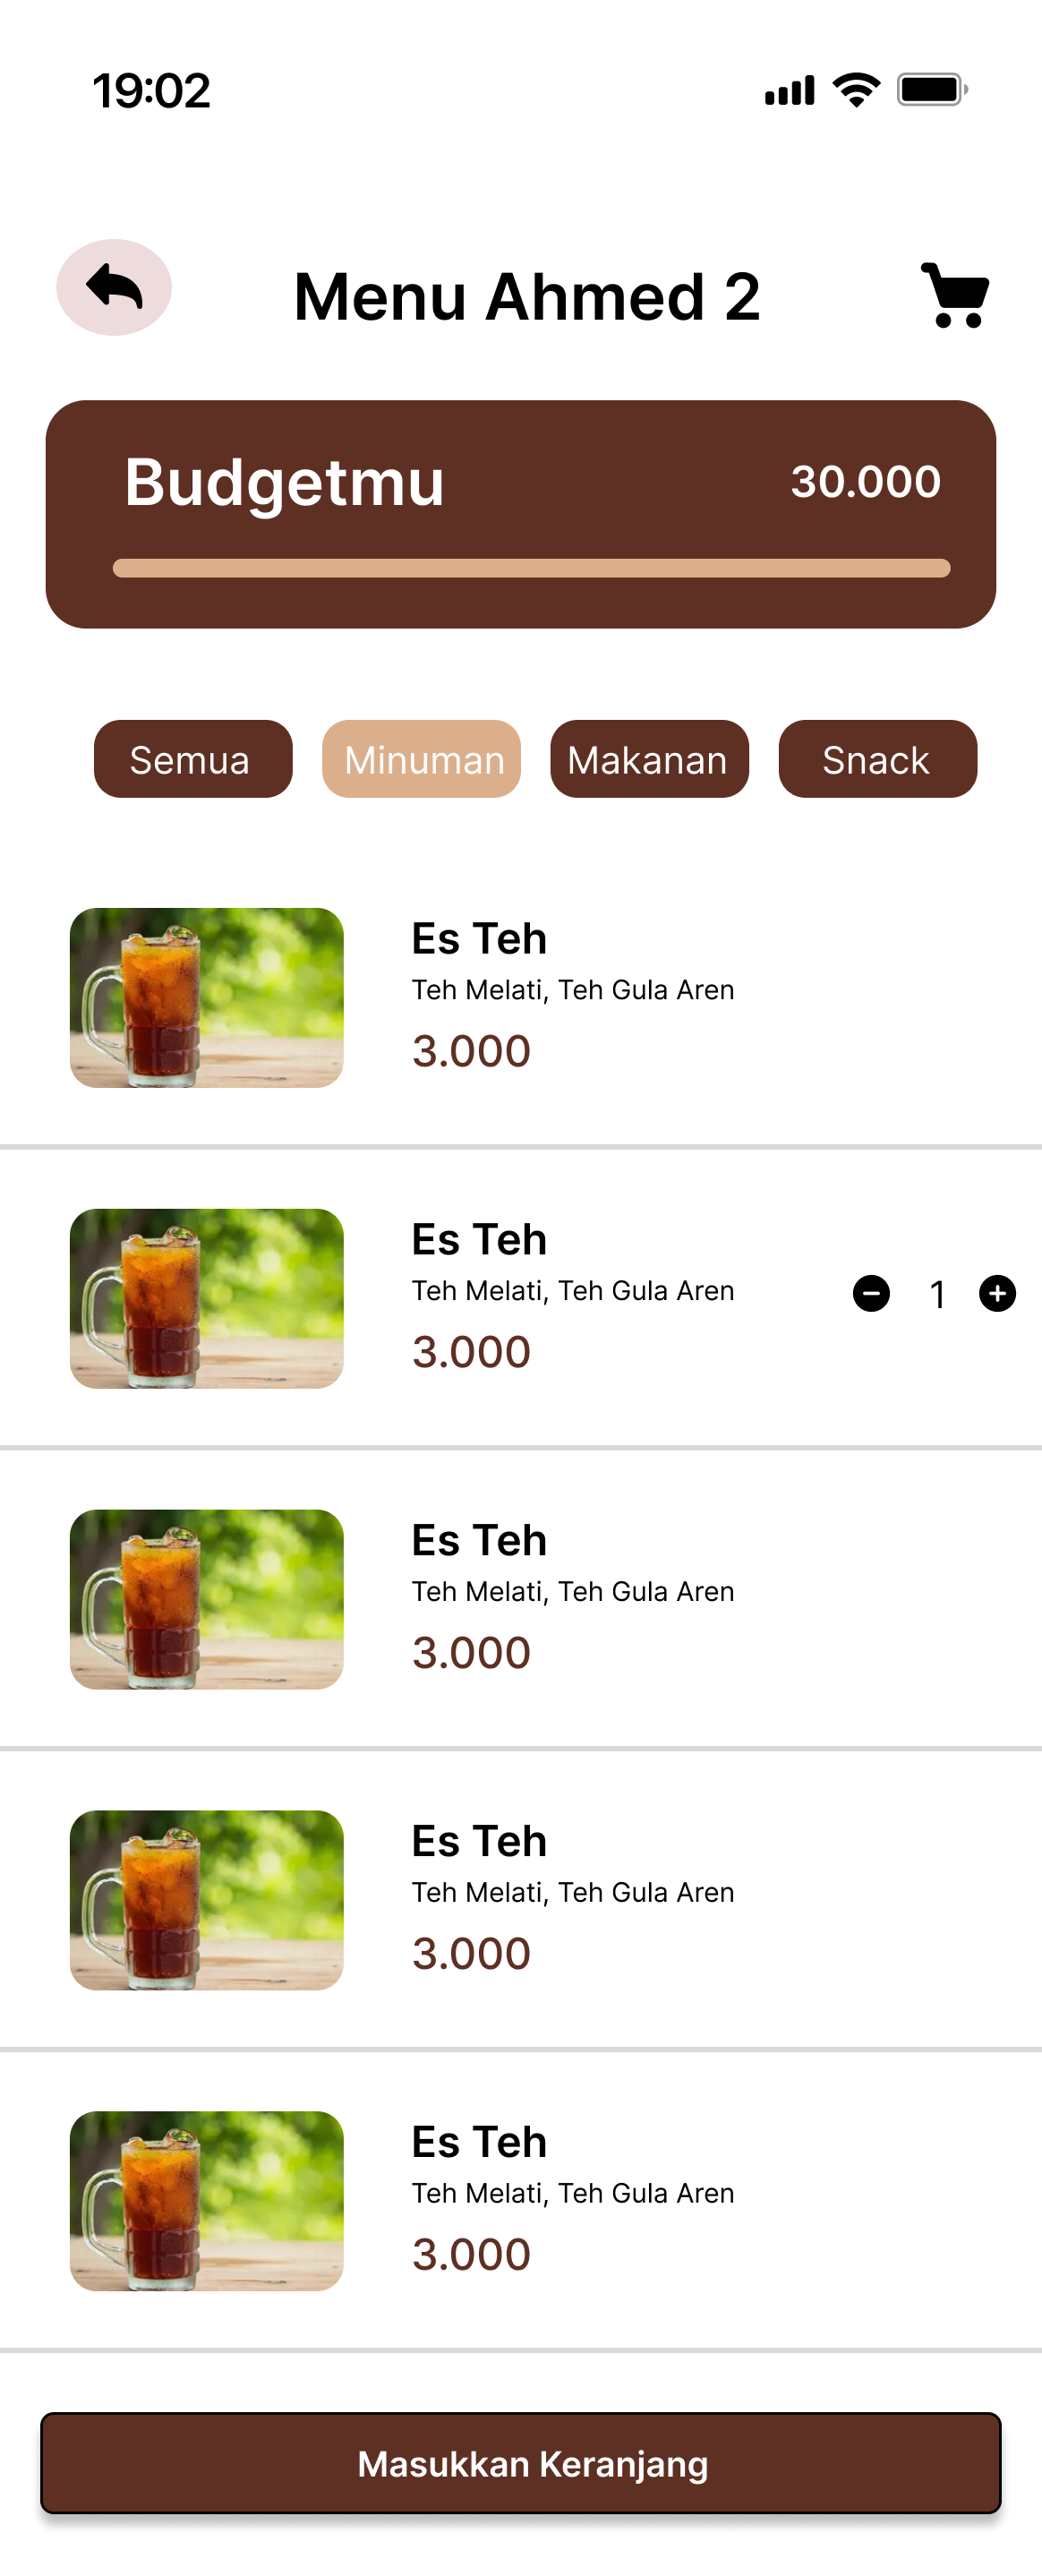 19:02
Menu Ahmed 2
Budgetmu 30.000
Semua Minuman Makanan Snack
Es Teh
Teh Melati, Teh Gula Aren
3.000
Es Teh
Teh Melati, Teh Gula Aren
1
3.000
Es Teh
Teh Melati, Teh Gula Aren
3.000
Es Teh
Teh Melati, Teh Gula Aren
3.000
Es Teh
Teh Melati, Teh Gula Aren
3.000
Masukkan Keranjang